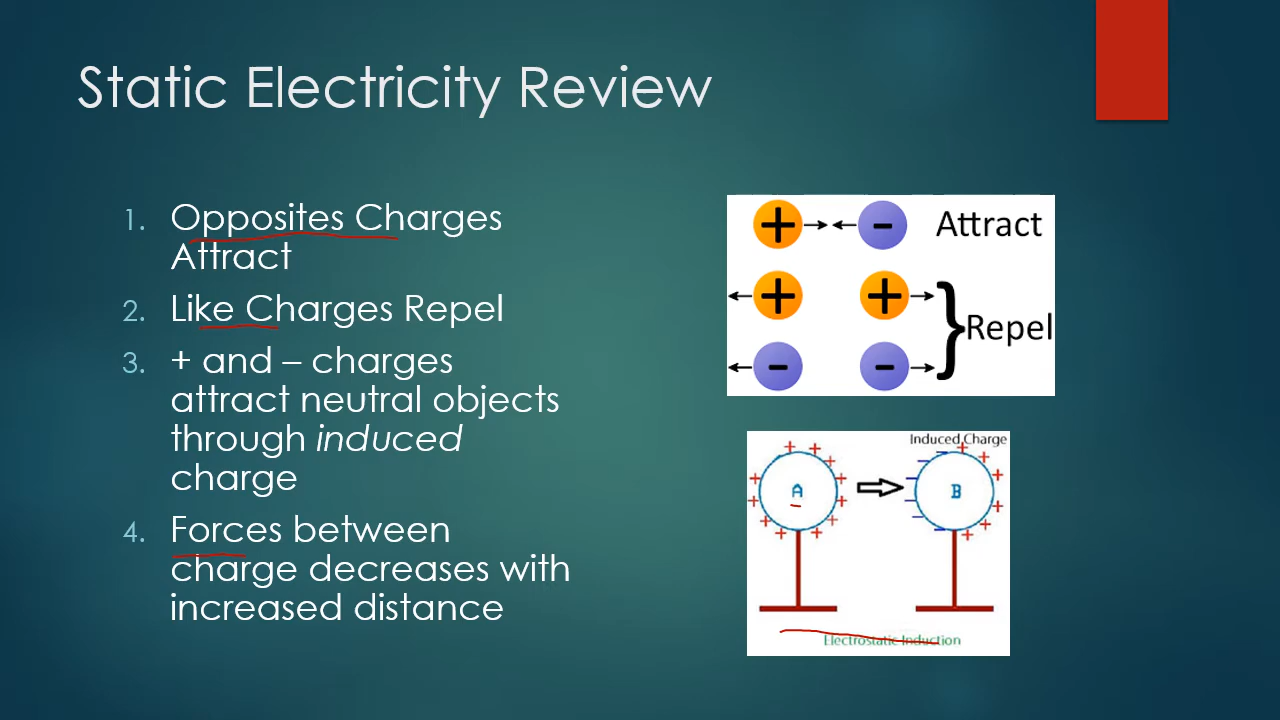 Static Electricity Review
1. Opposites Charges
Attract
2. Like Charges Repel
3. + and – charges
attract neutral objects
through induced
charge
4. Forces between
charge decreases with
increased distance
+ - Attract
+ +
Repel
- -
Induced Charge
A B
Electrostatic Induction